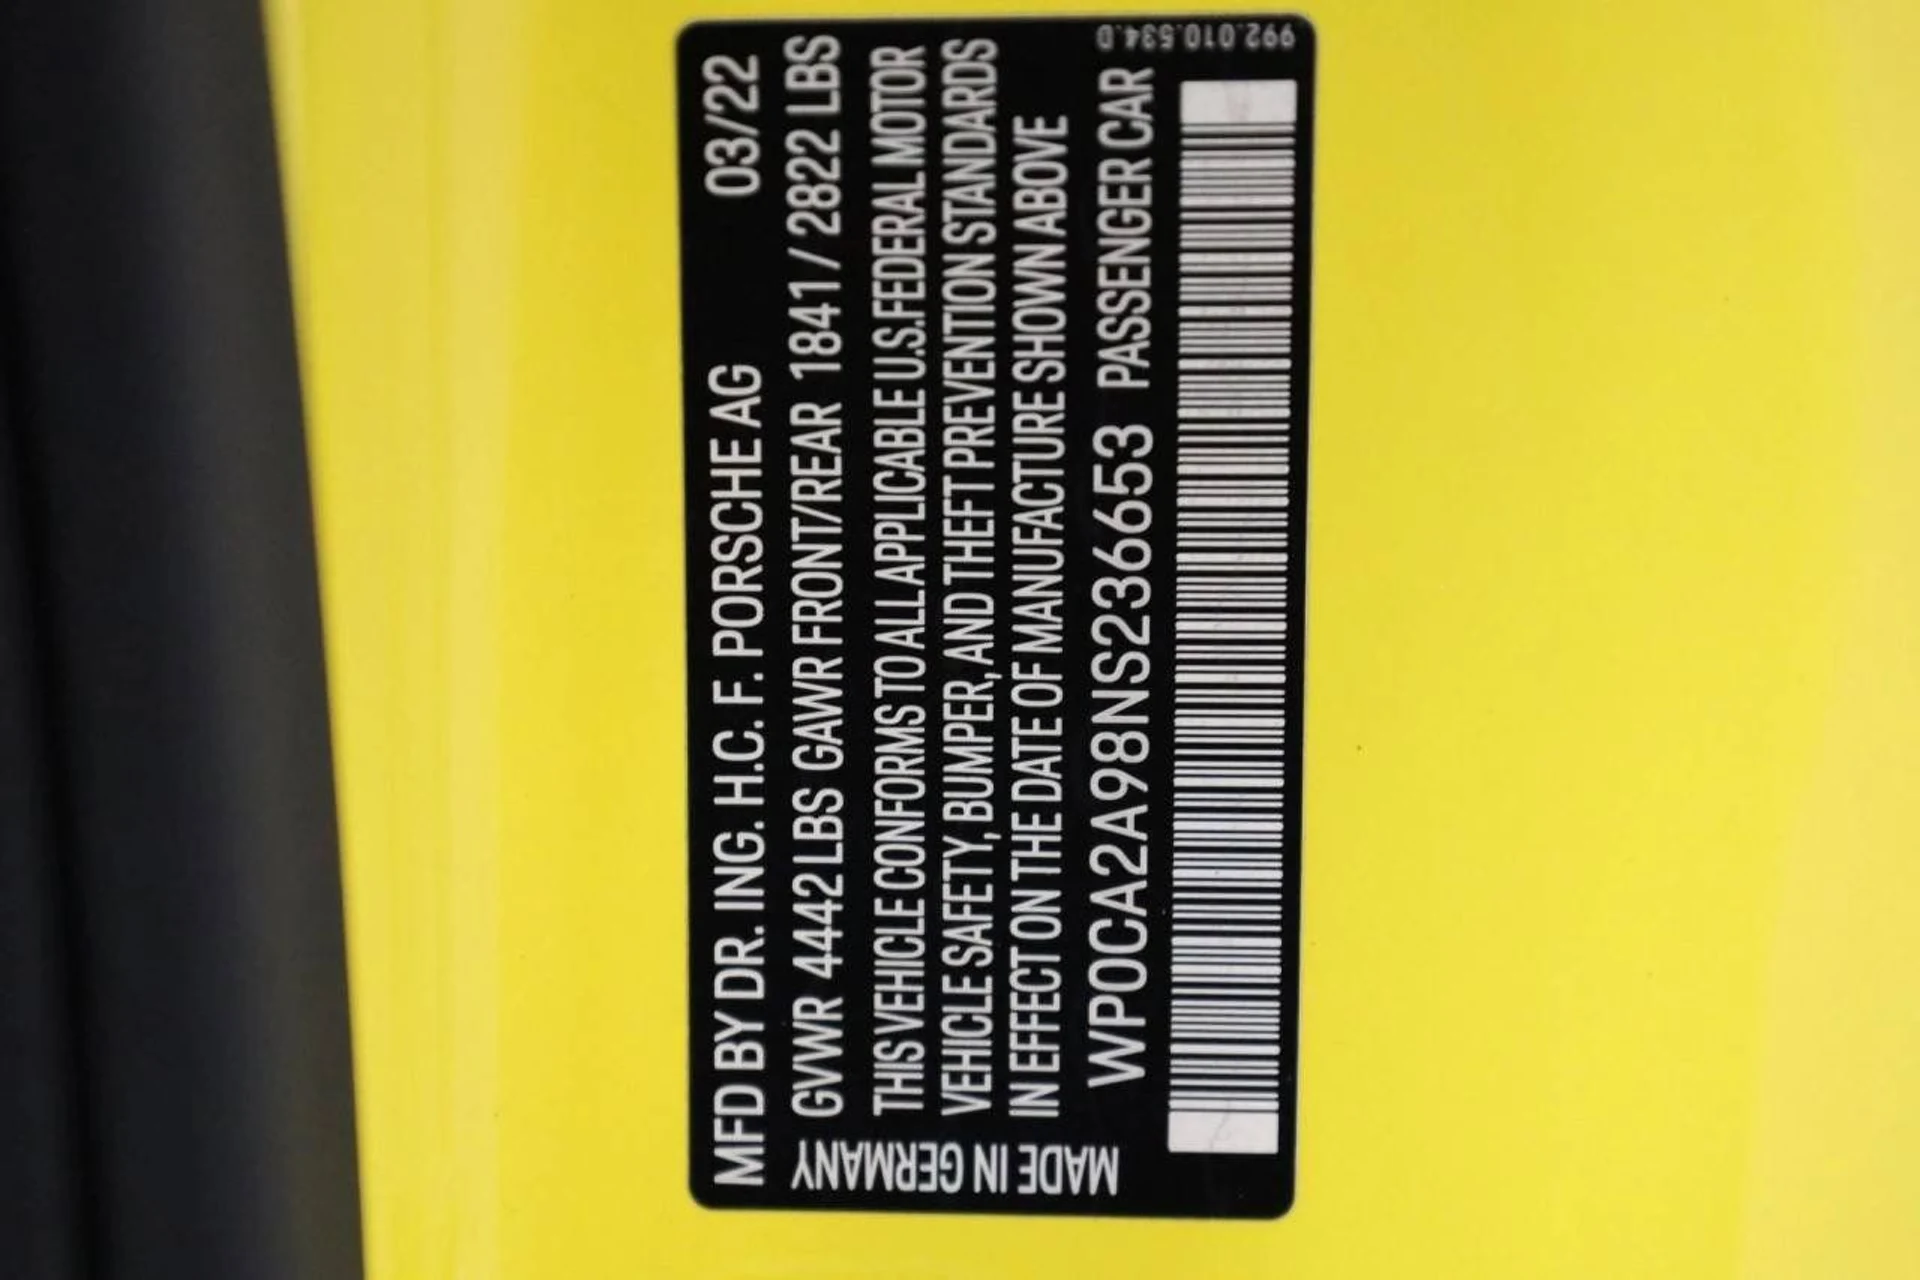 MFD BY DR. ING. H.C. F. PORSCHE AG 03/22
GVWR 4442 LBS GAWR FRONT/REAR 1841 / 2822 LBS
THIS VEHICLE CONFORMS TO ALL APPLICABLE U.S.FEDERAL MOTOR
VEHICLE SAFETY, BUMPER, AND THEFT PREVENTION STANDARDS
IN EFFECT ON THE DATE OF MANUFACTURE SHOWN ABOVE
WP0CA2A98NS236653 PASSENGER CAR
MADE IN GERMANY
992.010.534.D